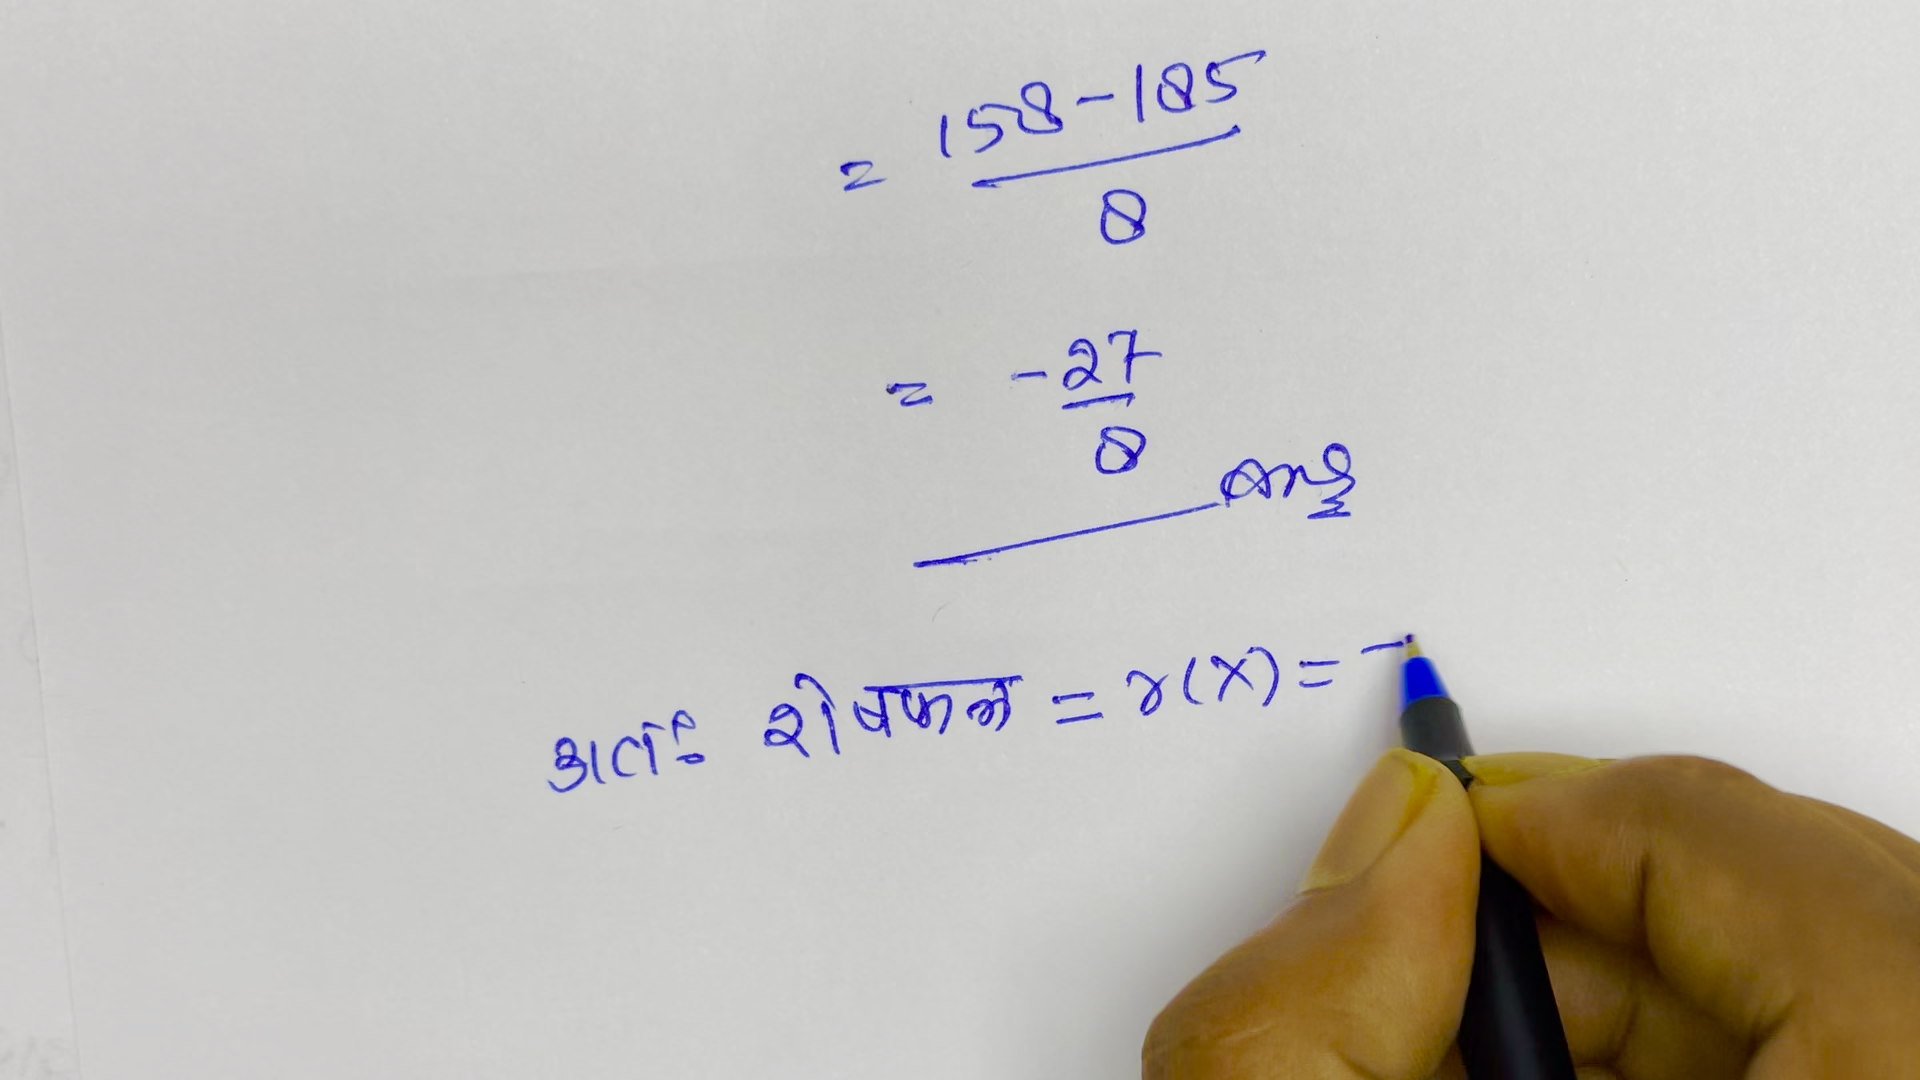 = 158-185
8
= -27
8
Ans
अतः शेषफल = r(x) = -